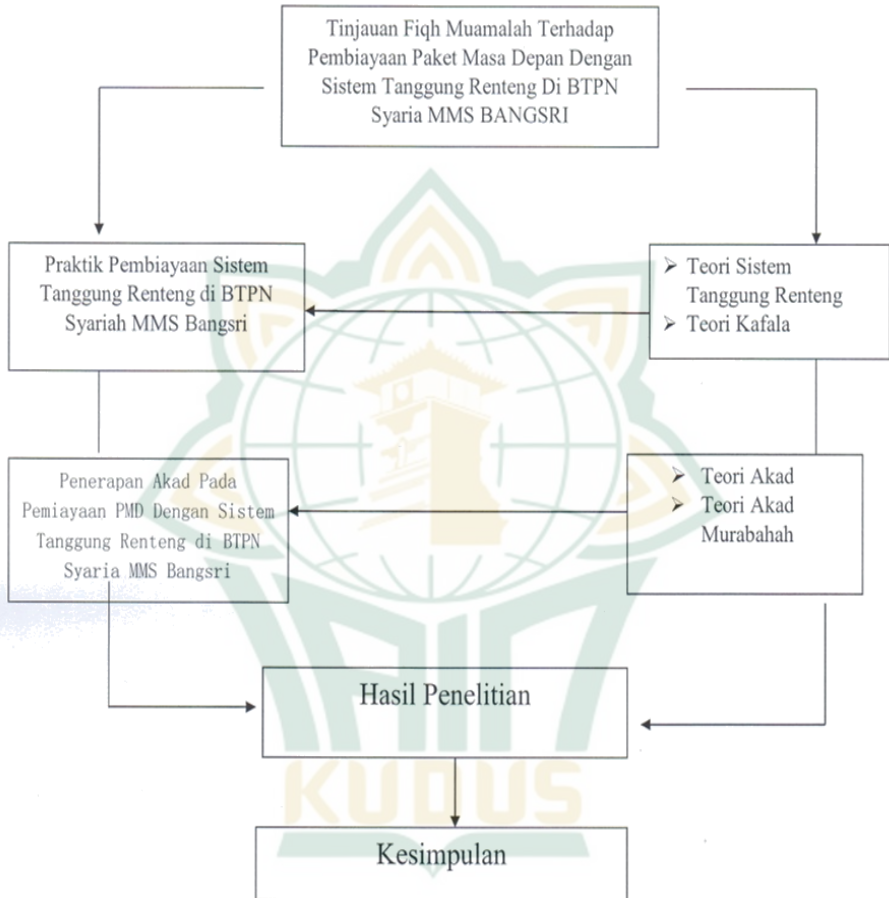 Tinjauan Fiqh Muamalah Terhadap
Pembiayaan Paket Masa Depan Dengan
Sistem Tanggung Renteng Di BTPN
Syaria MMS BANGSRI
Praktik Pembiayaan Sistem
Tanggung Renteng di BTPN
Syariah MMS Bangsri
➢ Teori Sistem
Tanggung Renteng
➢ Teori Kafala
Penerapan Akad Pada
Pemiayaan PMD Dengan Sistem
Tanggung Renteng di BTPN
Syaria MMS Bangsri
➢ Teori Akad
➢ Teori Akad
Murabahah
Hasil Penelitian
Kesimpulan
IAIN
KUDUS